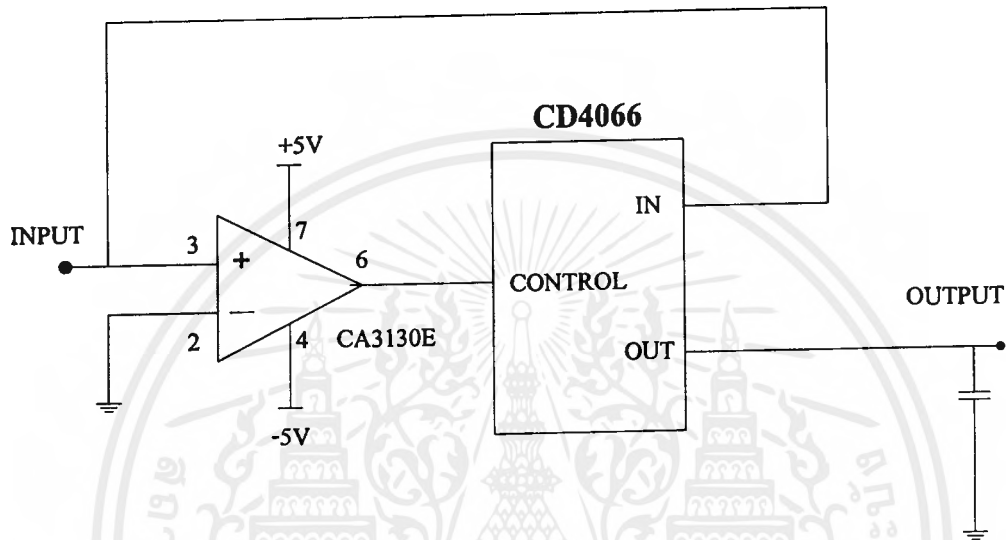 CD4066
+5V
IN
INPUT
3
+
7
6
CONTROL
OUTPUT
−
2
4
CA3130E
OUT
-5V